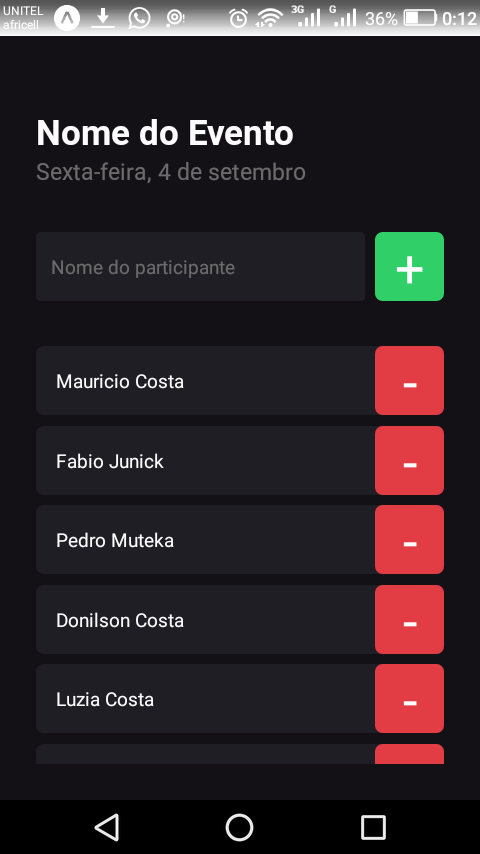 UNITEL
africell
3G
G
36%
0:12
Nome do Evento
Sexta-feira, 4 de setembro
Nome do participante
+
Mauricio Costa
-
Fabio Junick
-
Pedro Muteka
-
Donilson Costa
-
Luzia Costa
-